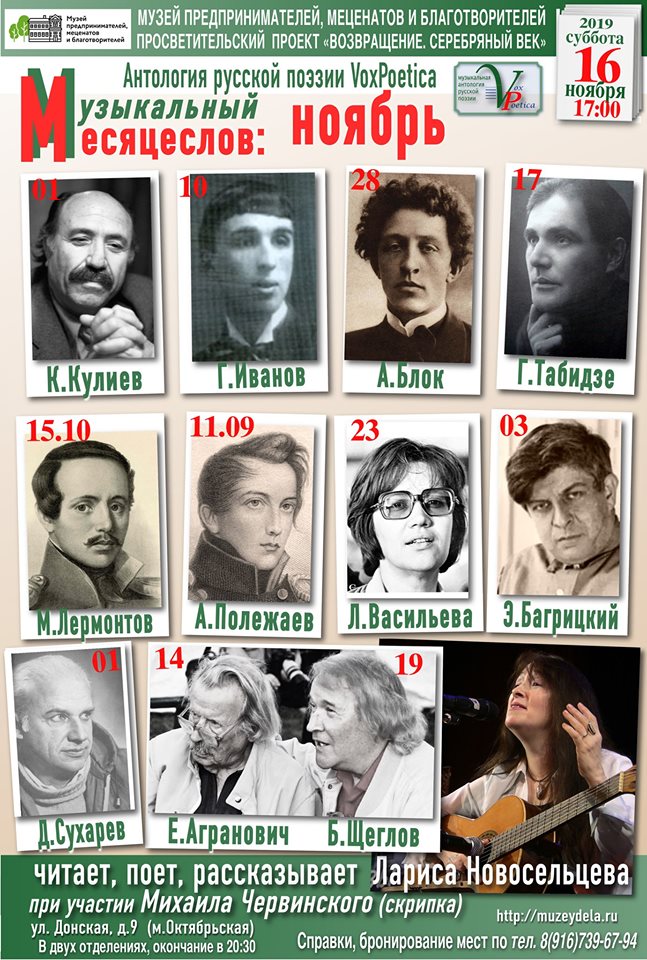 Музей
предпринимателей,
меценатов
и благотворителей
МУЗЕЙ ПРЕДПРИНИМАТЕЛЕЙ, МЕЦЕНАТОВ И БЛАГОТВОРИТЕЛЕЙ
ПРОСВЕТИТЕЛЬСКИЙ ПРОЕКТ «ВОЗВРАЩЕНИЕ. СЕРЕБРЯНЫЙ ВЕК»
2019
суббота
16
ноября
17:00
Антология русской поэзии VoxPoetica
музыкальная
антология
русской
поэзии
Vox
Poetica
Музыкальный
Месяцеслов: ноябрь
01
10
28
17
К.Кулиев
Г.Иванов
А.Блок
Г.Табидзе
15.10
11.09
23
03
М.Лермонтов
А.Полежаев
Л.Васильева
Э.Багрицкий
01
14
19
Д.Сухарев
Е.Агранович
Б.Щеглов
читает, поет, рассказывает Лариса Новосельцева
при участии Михаила Червинского (скрипка)
ул. Донская, д.9 (м.Октябрьская)
В двух отделениях, окончание в 20:30
http://muzeydela.ru
Справки, бронирование мест по тел. 8(916)739-67-94